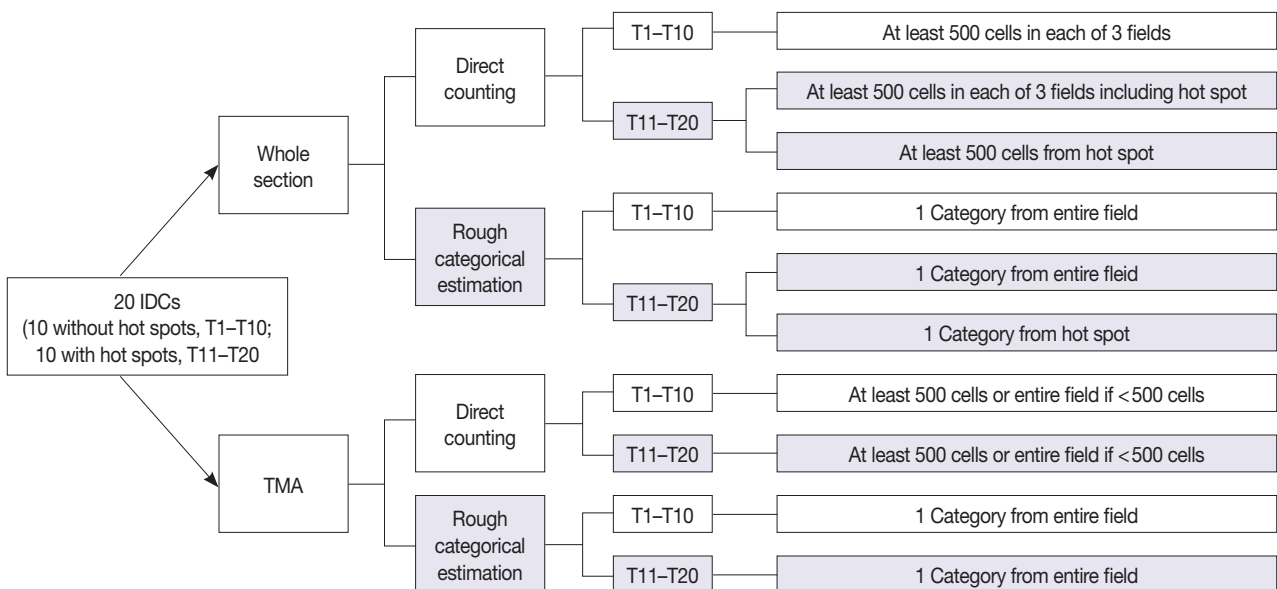 T1–T10
At least 500 cells in each of 3 fields
Direct
counting
T11–T20
At least 500 cells in each of 3 fields including hot spot
At least 500 cells from hot spot
Whole
section
Rough
categorical
estimation
T1–T10
1 Category from entire field
T11–T20
1 Category from entire fleid
1 Category from hot spot
20 IDCs
(10 without hot spots, T1–T10;
10 with hot spots, T11–T20
TMA
Direct
counting
T1–T10
At least 500 cells or entire field if <500 cells
T11–T20
At least 500 cells or entire field if <500 cells
Rough
categorical
estimation
T1–T10
1 Category from entire field
T11–T20
1 Category from entire field